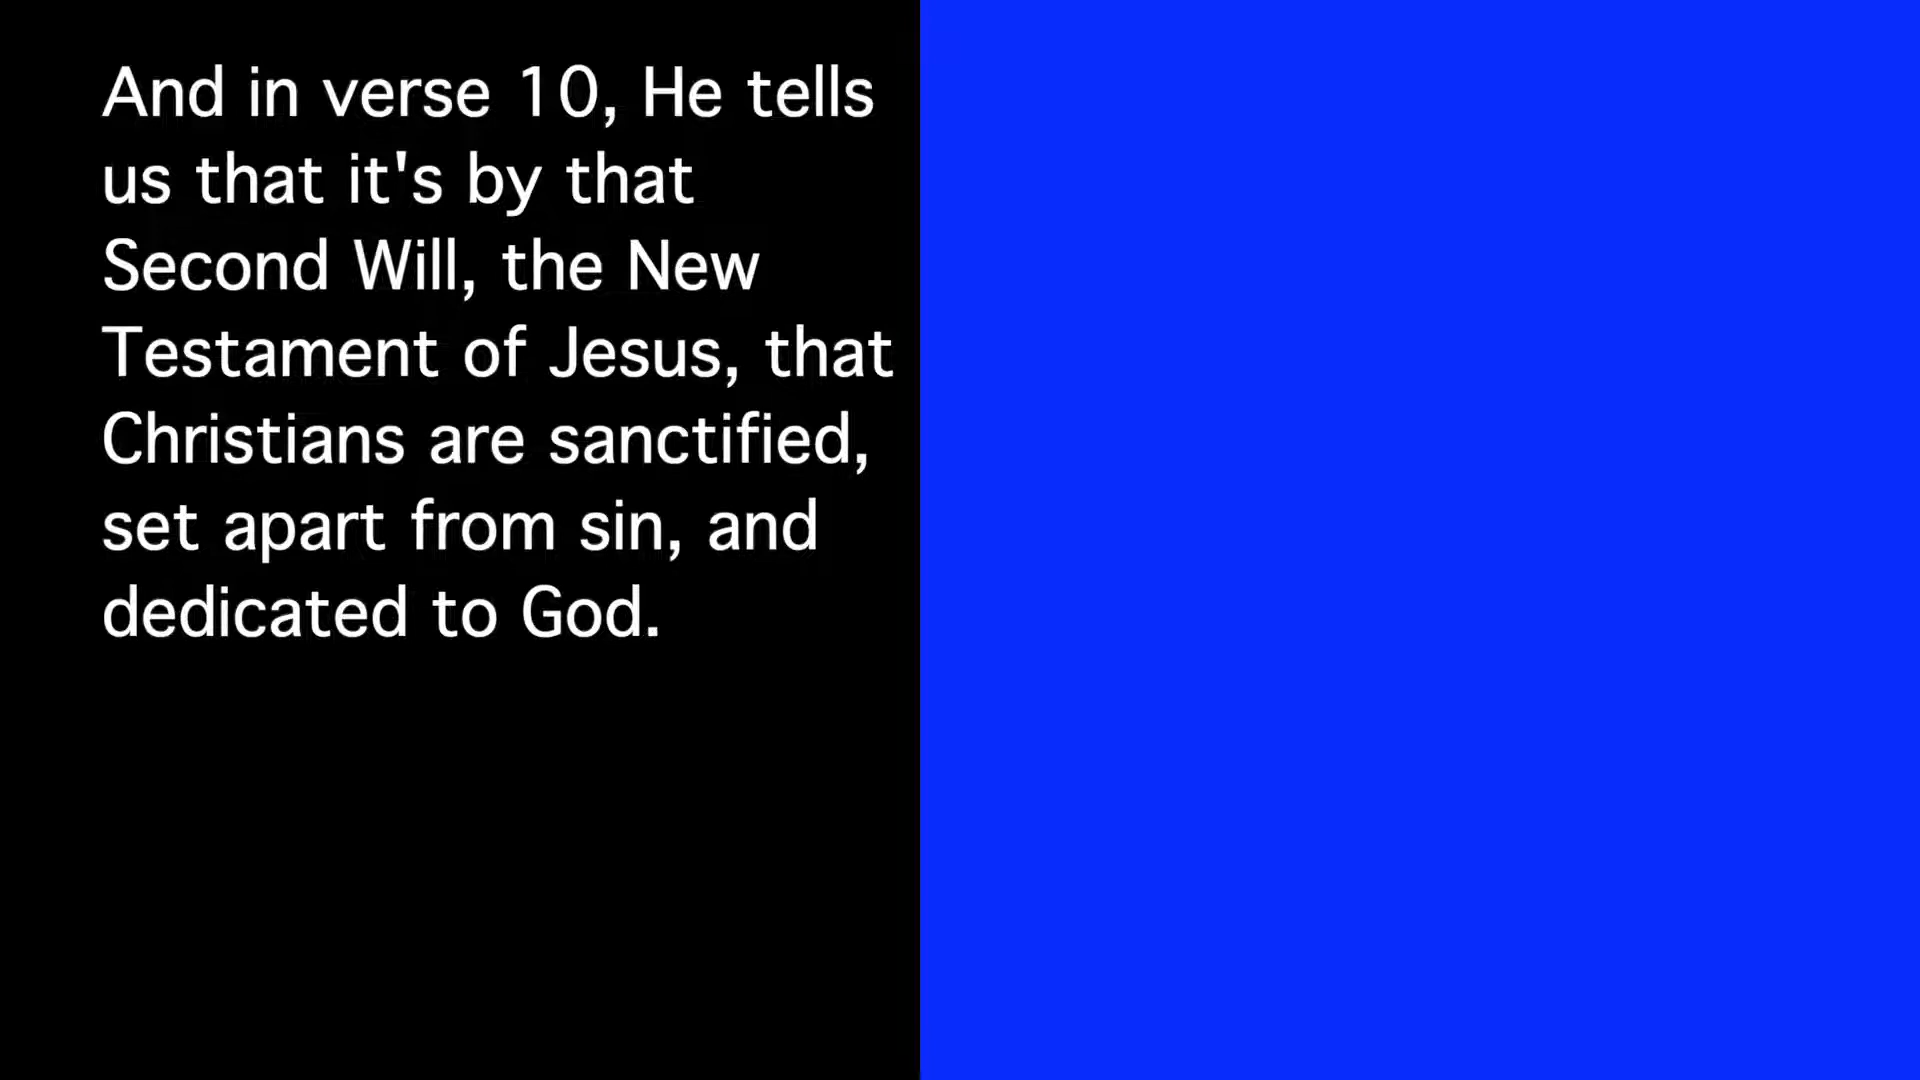 And in verse 10, He tells
us that it's by that
Second Will, the New
Testament of Jesus, that
Christians are sanctified,
set apart from sin, and
dedicated to God.